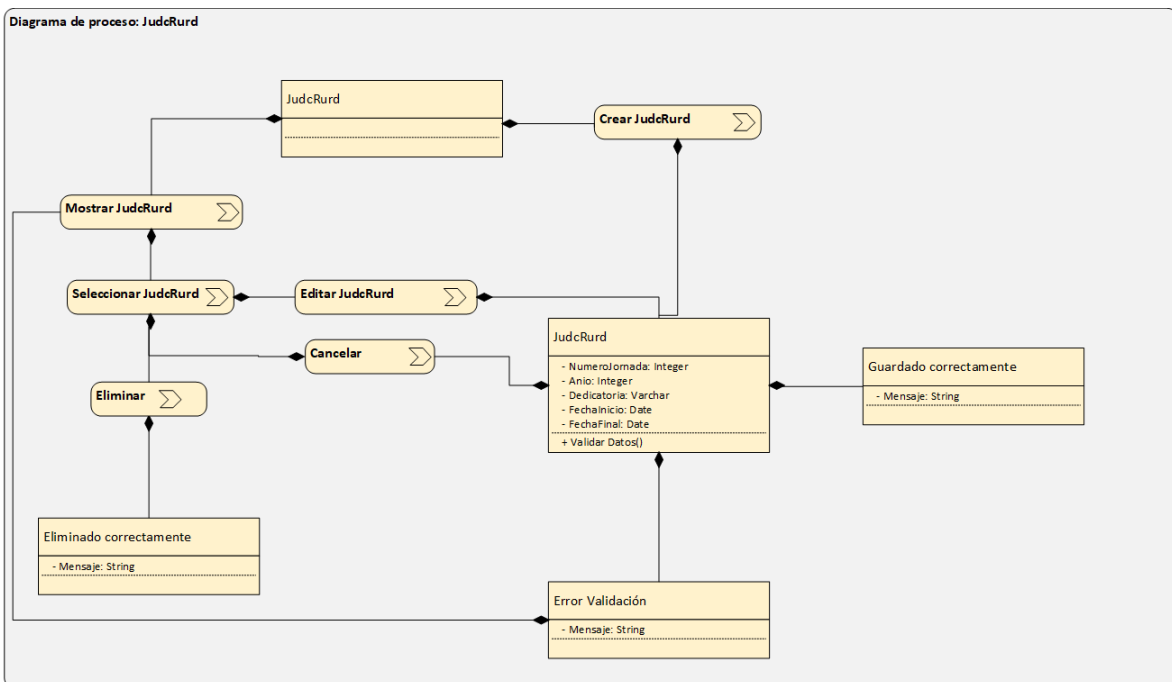 Diagrama de proceso: JudcRurd
JudcRurd
Crear JudcRurd
Mostrar JudcRurd
Seleccionar JudcRurd
Editar JudcRurd
Cancelar
Eliminar
JudcRurd
- NumeroJornada: Integer
- Anio: Integer
- Dedicatoria: Varchar
- FechaInicio: Date
- FechaFinal: Date
+ Validar Datos()
Guardado correctamente
- Mensaje: String
Eliminado correctamente
- Mensaje: String
Error Validación
- Mensaje: String